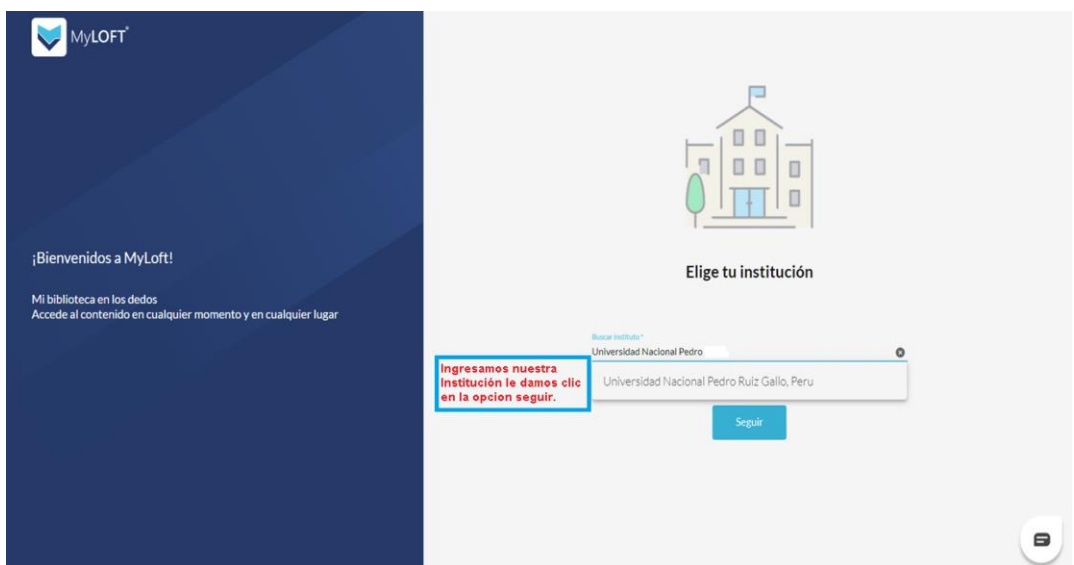 MyLOFT
¡Bienvenidos a MyLoft!
Mi biblioteca en los dedos
Accede al contenido en cualquier momento y en cualquier lugar
Elige tu institución
Buscar Instituto *
Universidad Nacional Pedro
Universidad Nacional Pedro Ruiz Gallo, Peru
Ingresamos nuestra
Institución le damos clic
en la opcion seguir.
Seguir